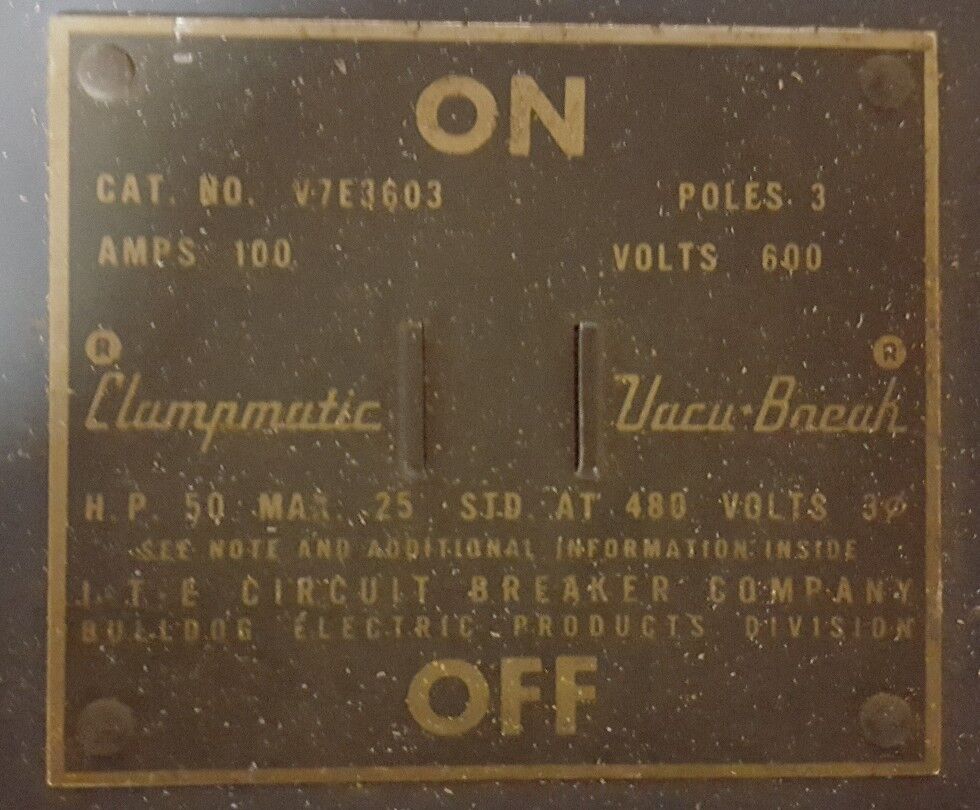 ON
CAT. NO. V7E3603 POLES 3
AMPS 100 VOLTS 600
® ®
Clampmatic Vacu-Break
H.P. 50 MAX. 25 STD. AT 480 VOLTS 3φ
SEE NOTE AND ADDITIONAL INFORMATION INSIDE
I.T.E CIRCUIT BREAKER COMPANY
BULLDOG ELECTRIC PRODUCTS DIVISION
OFF